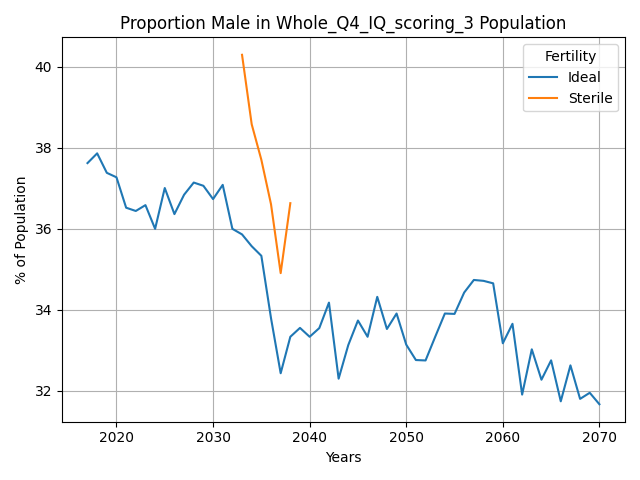 Proportion Male in Whole_Q4_IQ_scoring_3 Population
Fertility
Ideal
Sterile
40
38
36
34
32
% of Population
2020
2030
2040
2050
2060
2070
Years